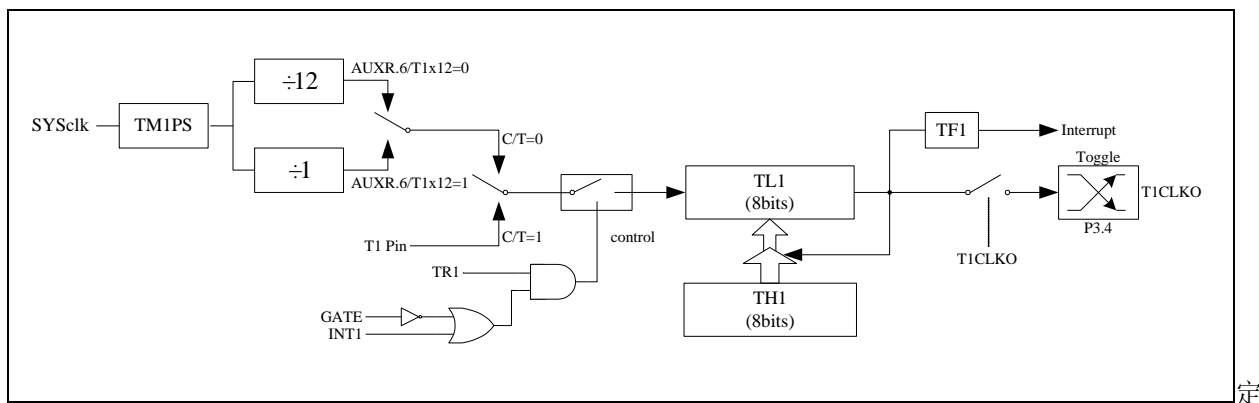 ÷12
AUXR.6/T1x12=0
SYSclk
TM1PS
÷1
AUXR.6/T1x12=1
C/T=0
C/T=1
T1 Pin
TR1
GATE
INT1
control
TL1
(8bits)
TH1
(8bits)
TF1
Interrupt
Toggle
T1CLKO
P3.4
T1CLKO
定